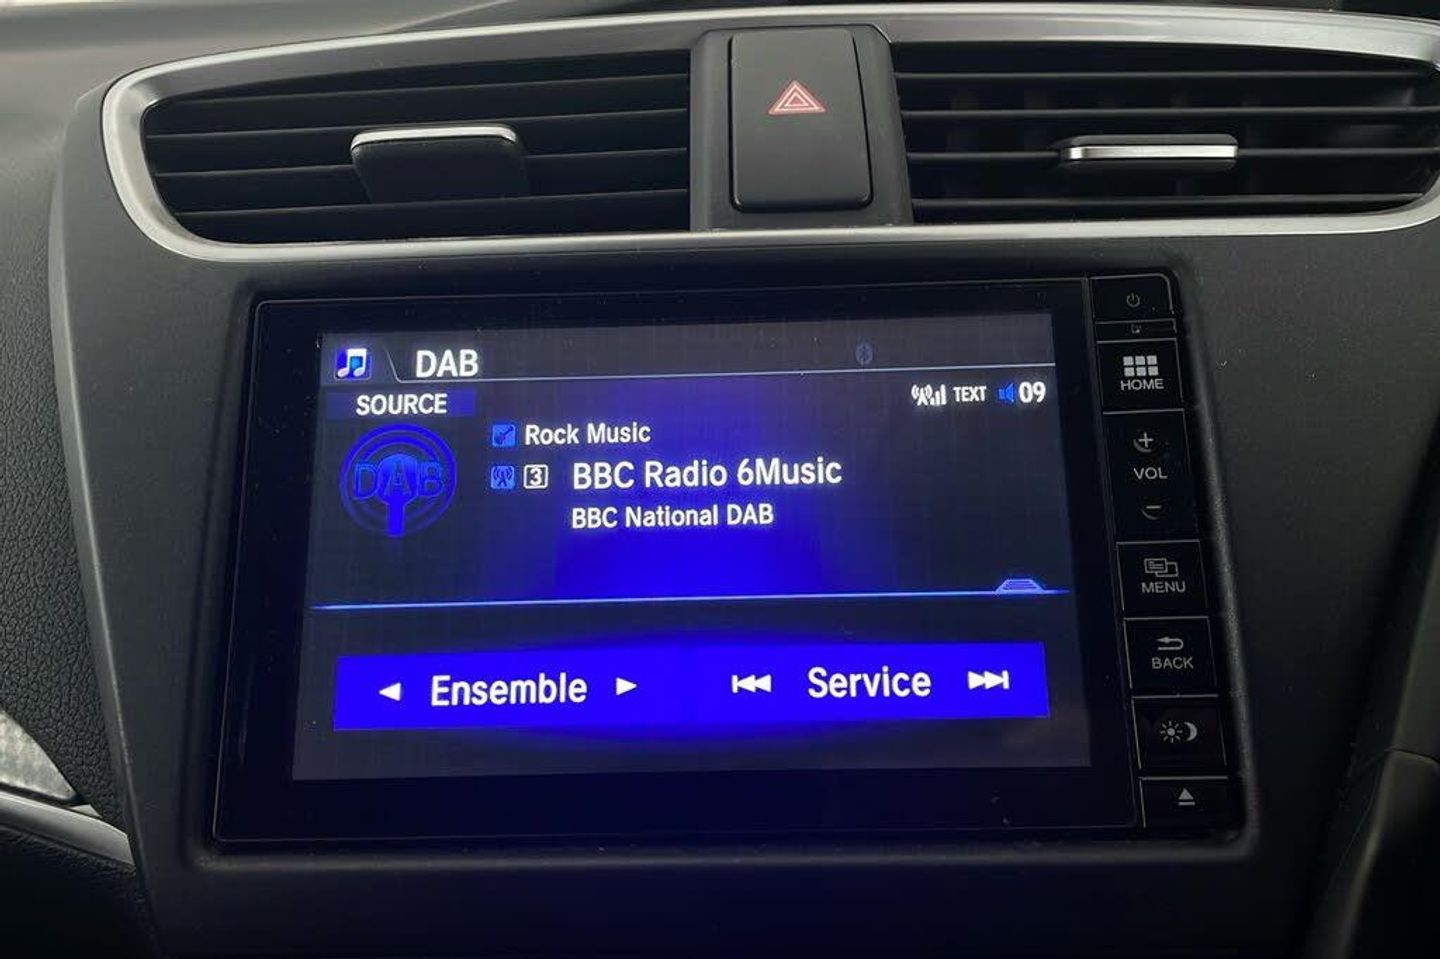 DAB
SOURCE
TEXT 09
DAB
Rock Music
3 BBC Radio 6Music
BBC National DAB
Ensemble
Service
HOME
+
VOL
−
MENU
BACK